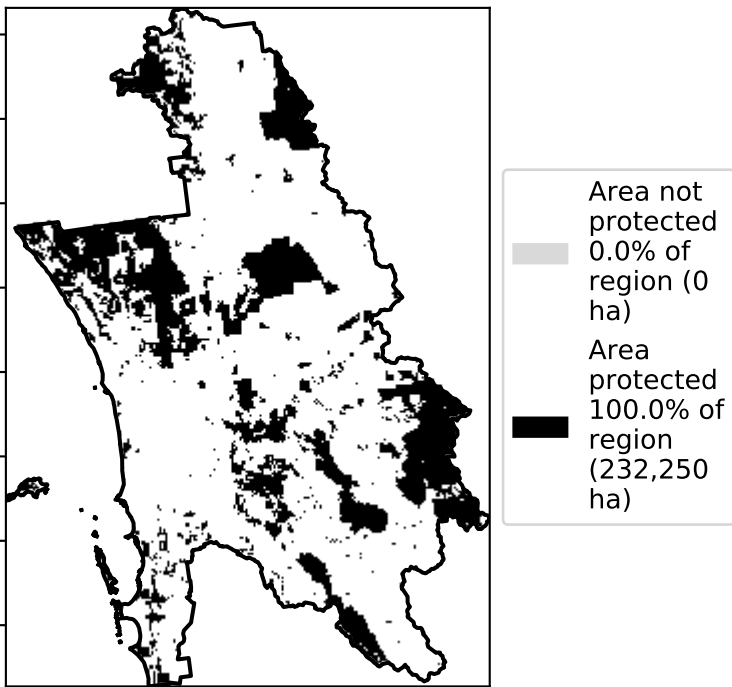 Area not
protected
0.0% of
region (0
ha)
Area
protected
100.0% of
region
(232,250
ha)